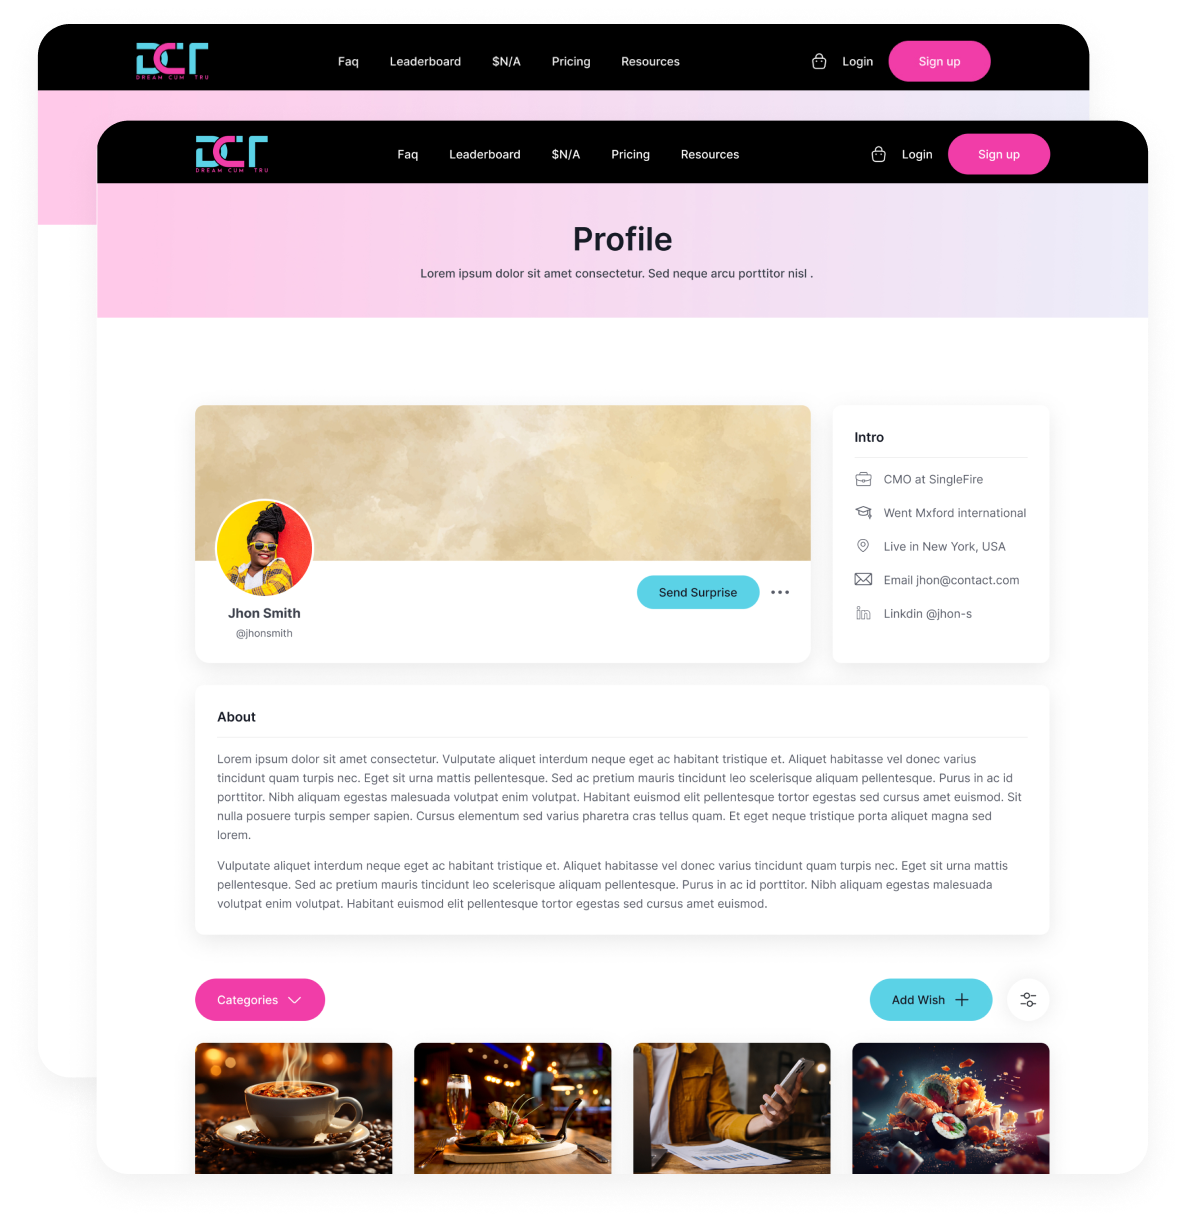 DCT
DREAM CUM TRU
Faq Leaderboard $N/A Pricing Resources Login Sign up
DCT
DREAM CUM TRU
Faq Leaderboard $N/A Pricing Resources Login Sign up
Profile
Lorem ipsum dolor sit amet consectetur. Sed neque arcu porttitor nisl .
Jhon Smith
@jhonsmith
Send Surprise
Intro
CMO at SingleFire
Went Mxford international
Live in New York, USA
Email jhon@contact.com
Linkdin @jhon-s
About
Lorem ipsum dolor sit amet consectetur. Vulputate aliquet interdum neque eget ac habitant tristique et. Aliquet habitasse vel donec varius
tincidunt quam turpis nec. Eget sit urna mattis pellentesque. Sed ac pretium mauris tincidunt leo scelerisque aliquam pellentesque. Purus in ac id
porttitor. Nibh aliquam egestas malesuada volutpat enim volutpat. Habitant euismod elit pellentesque tortor egestas sed cursus amet euismod. Sit
nulla posuere turpis semper sapien. Cursus elementum sed varius pharetra cras tellus quam. Et eget neque tristique porta aliquet magna sed
lorem.
Vulputate aliquet interdum neque eget ac habitant tristique et. Aliquet habitasse vel donec varius tincidunt quam turpis nec. Eget sit urna mattis
pellentesque. Sed ac pretium mauris tincidunt leo scelerisque aliquam pellentesque. Purus in ac id porttitor. Nibh aliquam egestas malesuada
volutpat enim volutpat. Habitant euismod elit pellentesque tortor egestas sed cursus amet euismod.
Categories
Add Wish